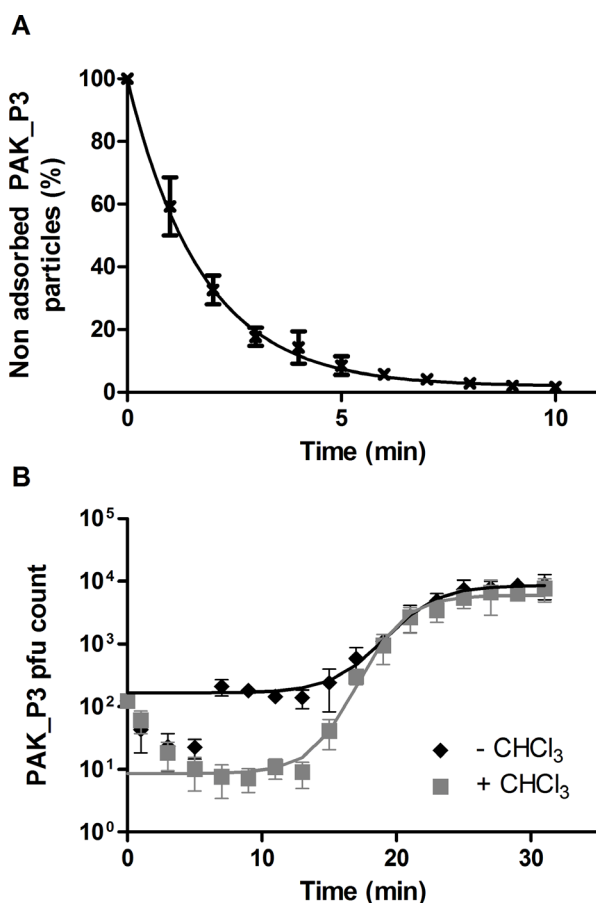 A
Non adsorbed PAK_P3
particles (%)
100
80
60
40
20
0
0 5 10
Time (min)
B
PAK_P3 pfu count
10⁵
10⁴
10³
10²
10¹
10⁰
- CHCl₃
+ CHCl₃
0 10 20 30
Time (min)